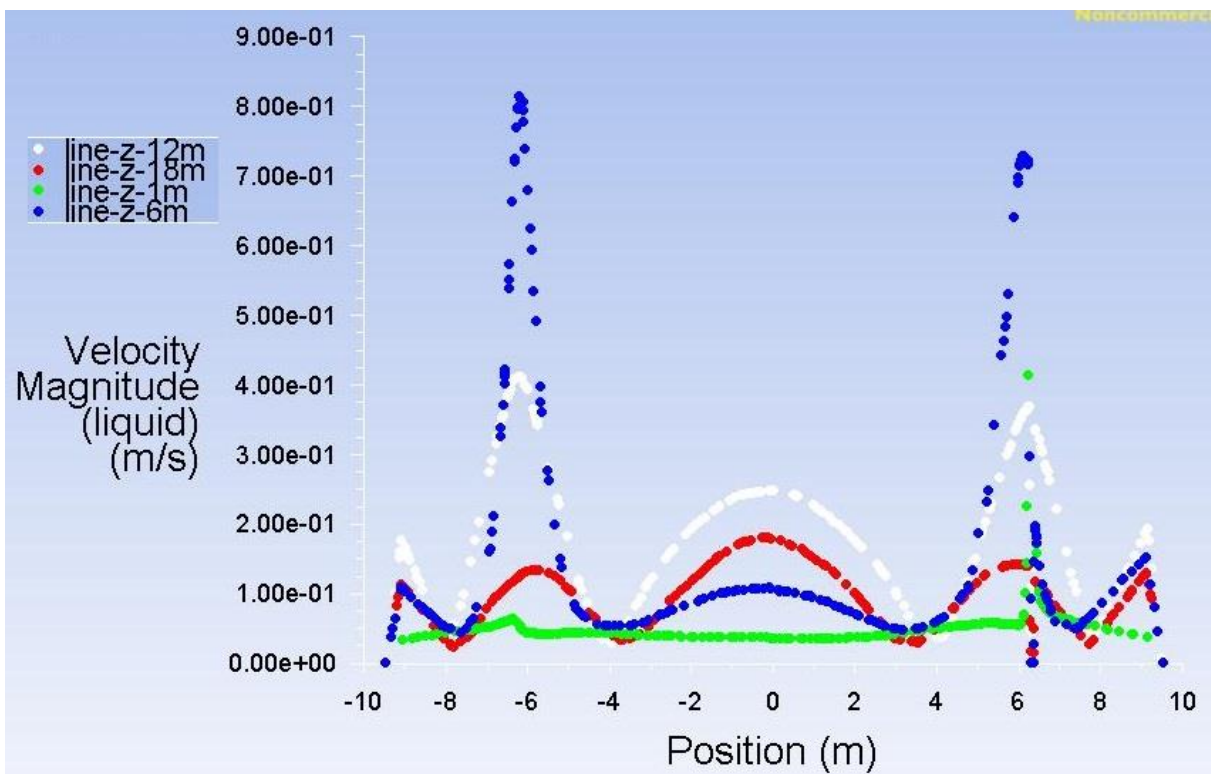 Noncommerci
9.00e-01
8.00e-01
7.00e-01
6.00e-01
5.00e-01
4.00e-01
3.00e-01
2.00e-01
1.00e-01
0.00e+00
line-z-12m
line-z-18m
line-z-1m
line-z-6m
Velocity
Magnitude
(liquid)
(m/s)
-10 -8 -6 -4 -2 0 2 4 6 8 10
Position (m)